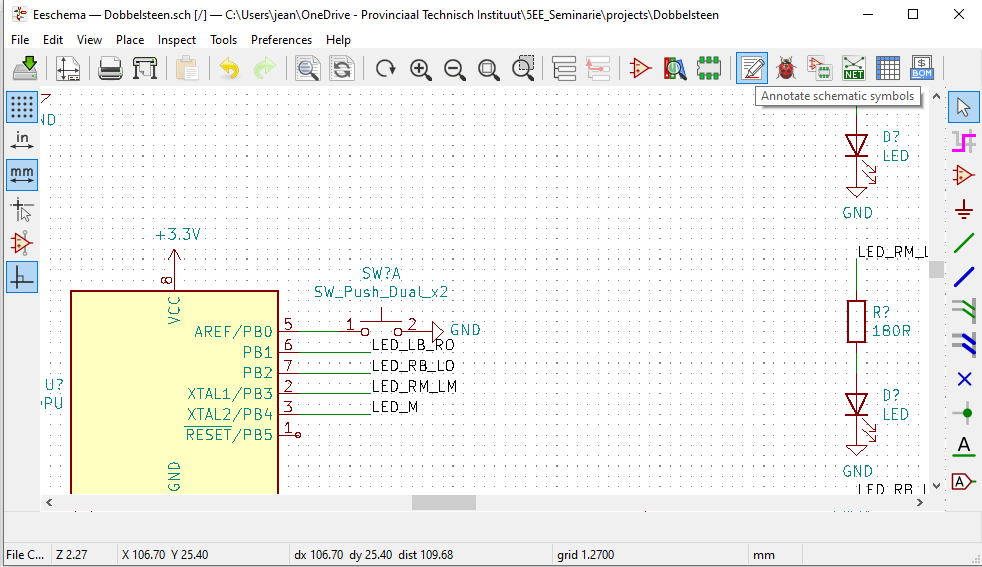 Eeschema — Dobbelsteen.sch [/] — C:\Users\jean\OneDrive - Provinciaal Technisch Instituut\5EE_Seminarie\projects\Dobbelsteen
File Edit View Place Inspect Tools Preferences Help
NET
$
BOM
Annotate schematic symbols
in
mm
D?
LED
GND
+3.3V
8
VCC
SW?A
SW_Push_Dual_x2
AREF/PB0 5 1 2 GND
PB1 6 LED_LB_RO
PB2 7 LED_RB_LO
XTAL1/PB3 2 LED_RM_LM
XTAL2/PB4 3 LED_M
RESET/PB5 1
U?
GND
LED_RM_L
R?
180R
D?
LED
GND
LED_RB_L
A
A
File C... Z 2.27 X 106.70 Y 25.40 dx 106.70 dy 25.40 dist 109.68 grid 1.2700 mm